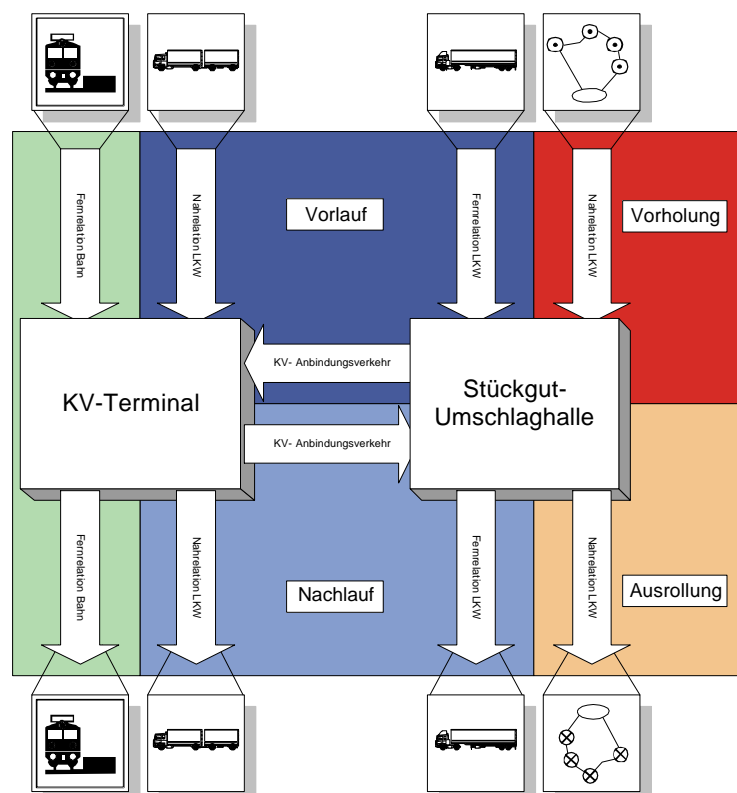 Fernrelation Bahn
Nahrelation LKW
Fernrelation LKW
Nahrelation LKW
Vorlauf
Vorholung
KV-Terminal
KV- Anbindungsverkehr
KV- Anbindungsverkehr
Stückgut-
Umschlaghalle
Fernrelation Bahn
Nahrelation LKW
Fernrelation LKW
Nahrelation LKW
Nachlauf
Ausrollung